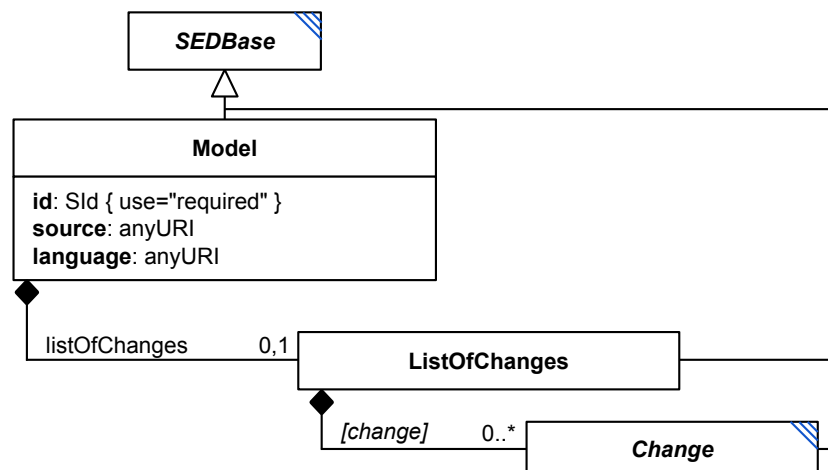 SEDBase
Model
id: SId { use="required" }
source: anyURI
language: anyURI
listOfChanges 0,1
ListOfChanges
[change] 0..*
Change